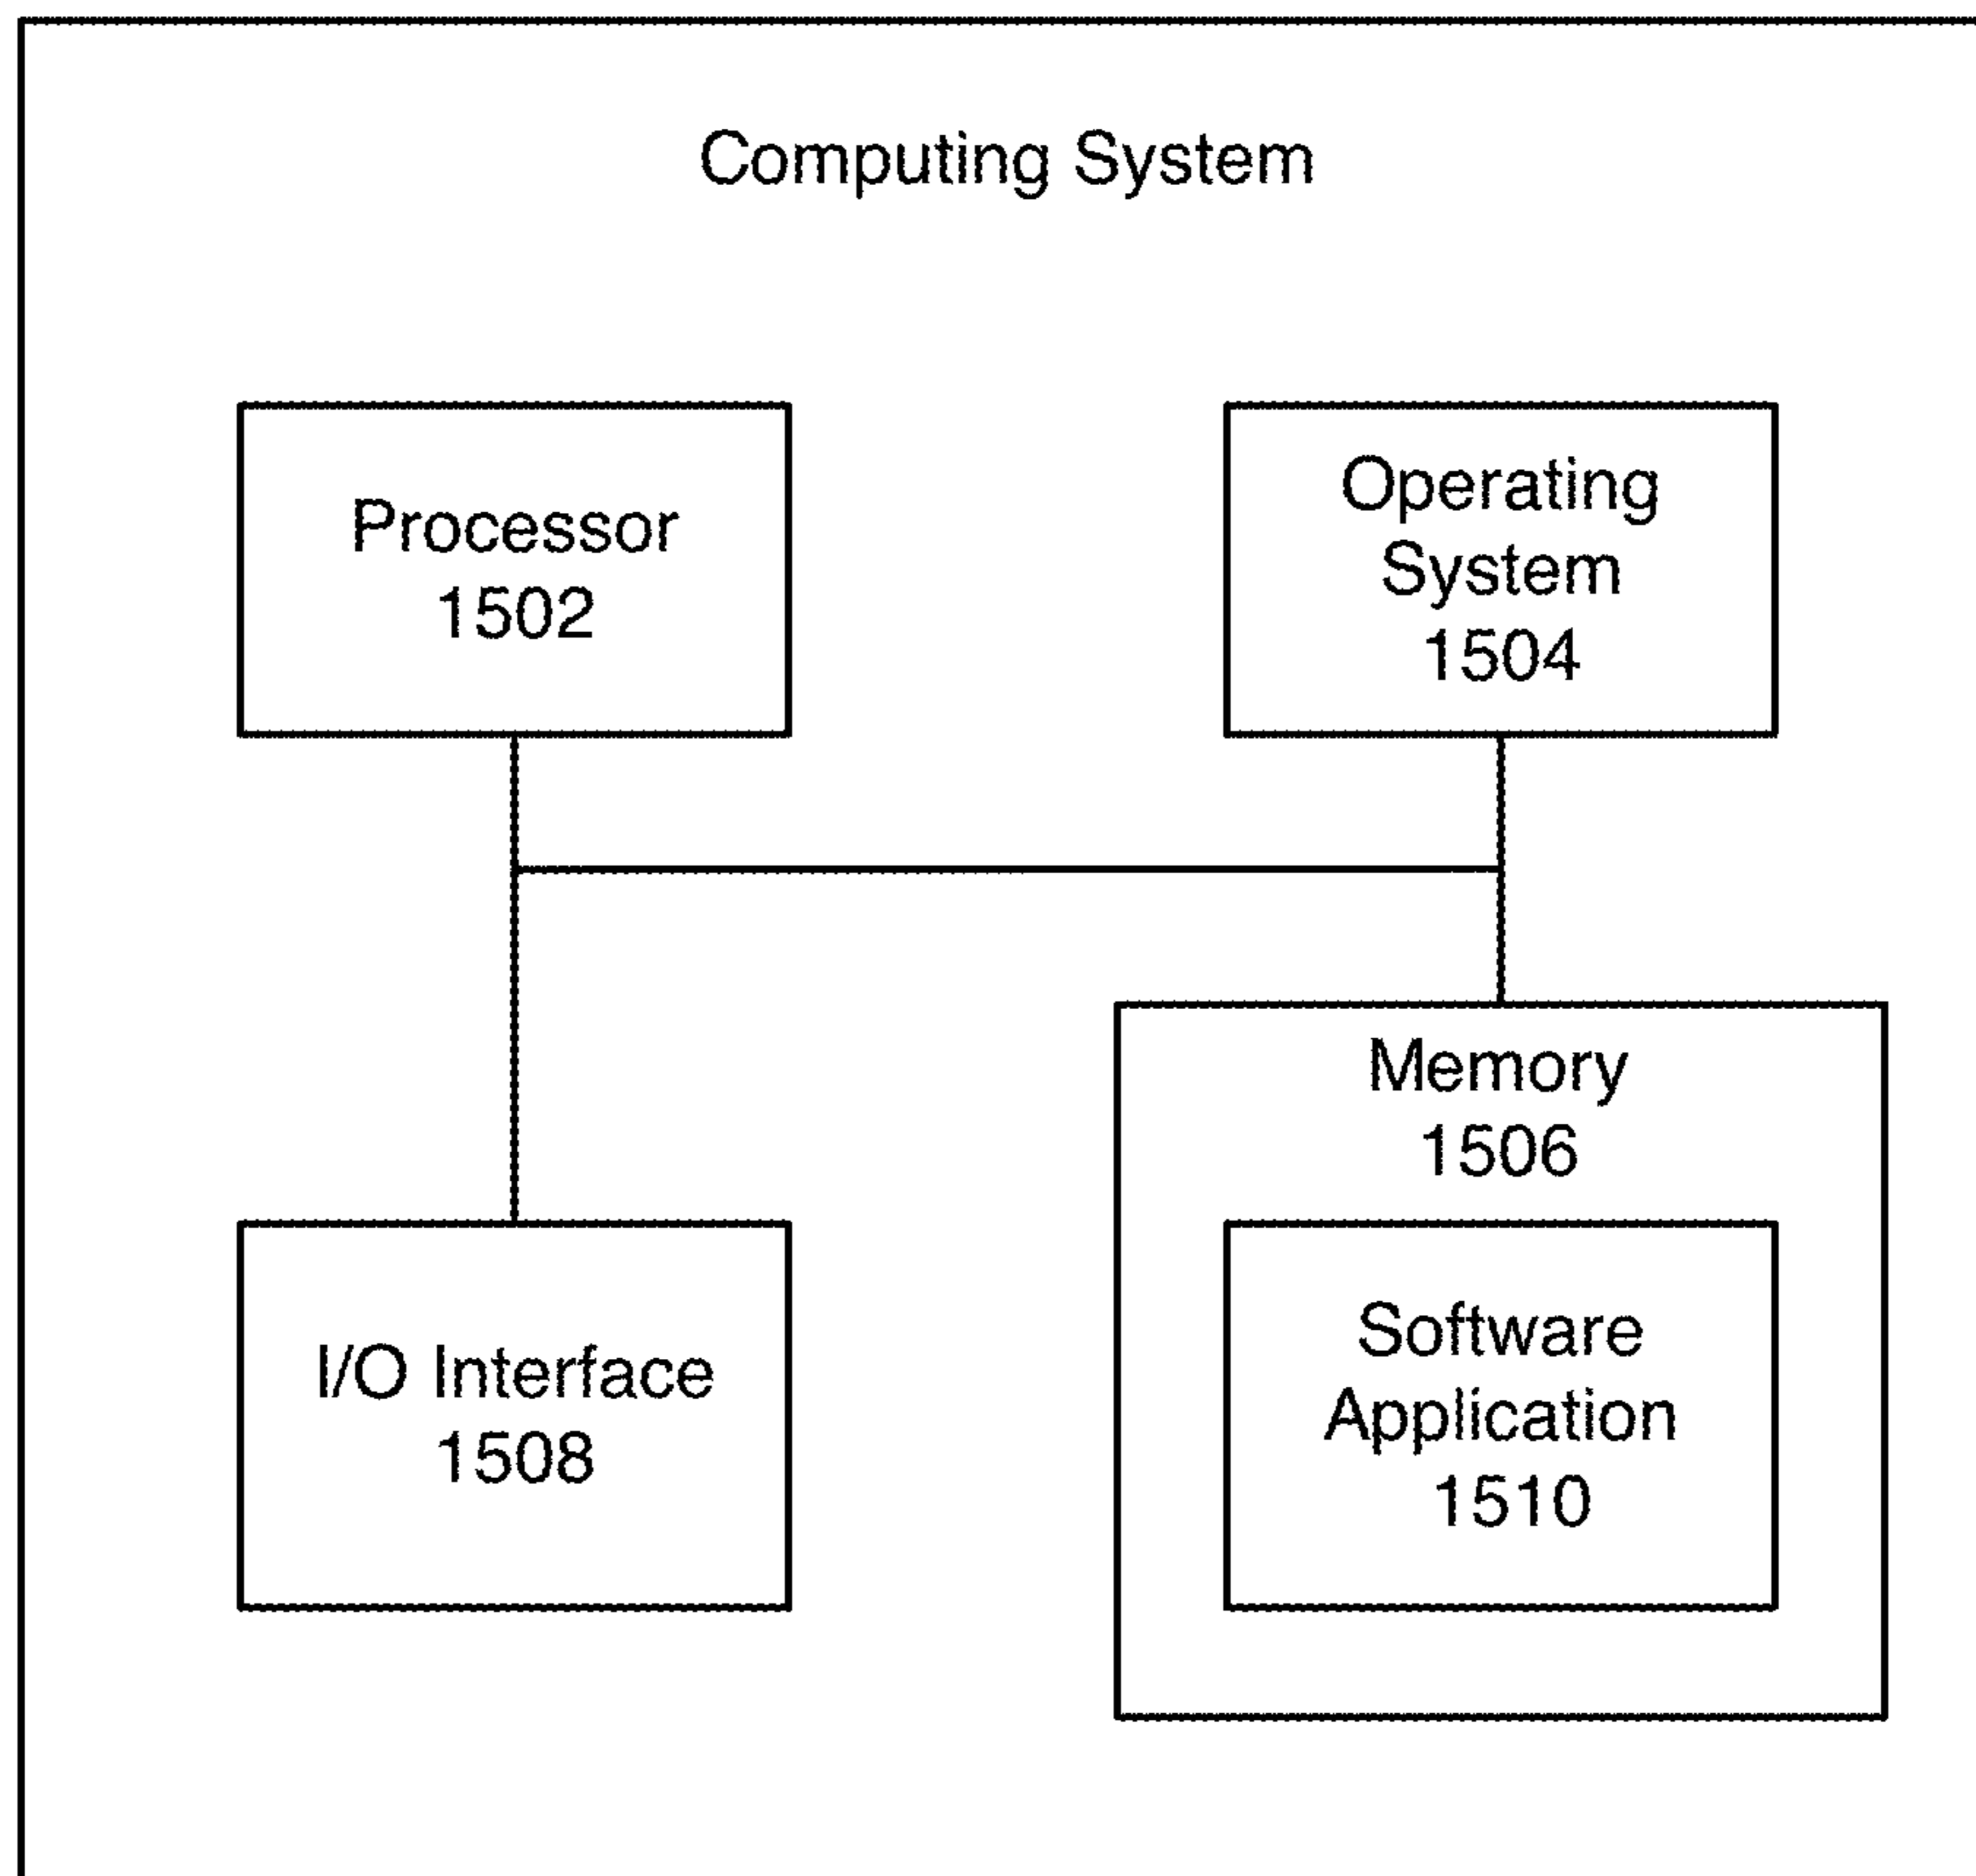 Computing System
Processor
1502
Operating
System
1504
Memory
1506
I/O Interface
1508
Software
Application
1510